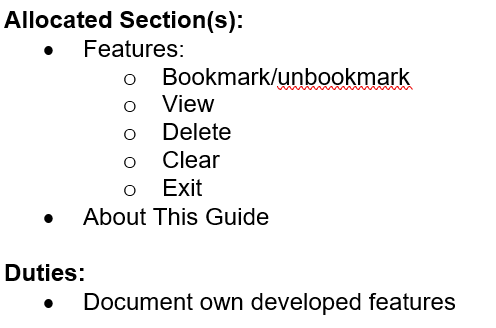 Allocated Section(s):
• Features:
o Bookmark/unbookmark
o View
o Delete
o Clear
o Exit
• About This Guide
Duties:
• Document own developed features